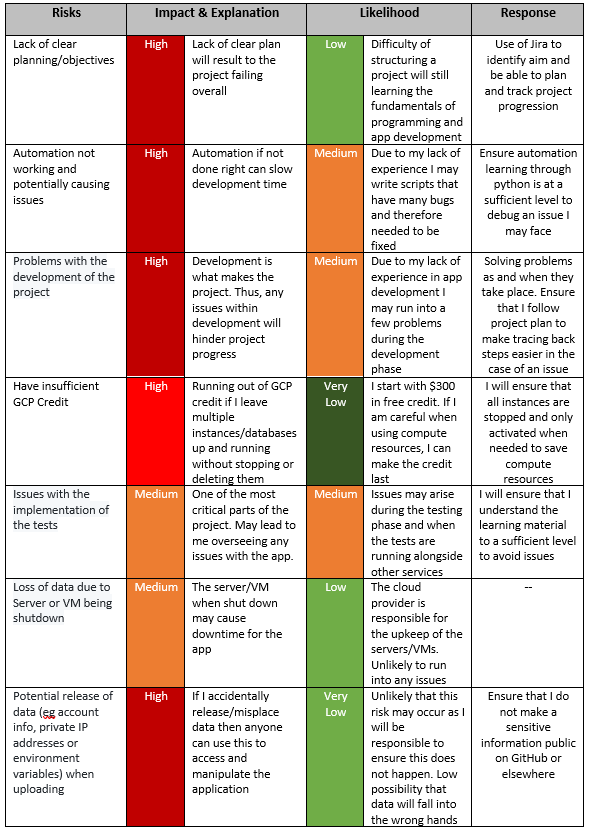 Risks
Impact & Explanation
Likelihood
Response
Lack of clear
planning/objectives
High
Lack of clear plan
will result to the
project failing
overall
Low
Difficulty of
structuring a
project will still
learning the
fundamentals of
programming and
app development
Use of Jira to
identify aim and
be able to plan
and track project
progression
Automation not
working and
potentially causing
issues
High
Automation if not
done right can slow
development time
Medium
Due to my lack of
experience I may
write scripts that
have many bugs
and therefore
needed to be
fixed
Ensure automation
learning through
python is at a
sufficient level to
debug an issue I
may face
Problems with the
development of the
project
High
Development is
what makes the
project. Thus, any
issues within
development will
hinder project
progress
Medium
Due to my lack of
experience in app
development I
may run into a
few problems
during the
development
phase
Solving problems
as and when they
take place. Ensure
that I follow
project plan to
make tracing back
steps easier in the
case of an issue
Have insufficient
GCP Credit
High
Running out of GCP
credit if I leave
multiple
instances/databases
up and running
without stopping or
deleting them
Very
Low
I start with $300
in free credit. If I
am careful when
using compute
resources, I can
make the credit
last
I will ensure that
all instances are
stopped and only
activated when
needed to save
compute
resources
Issues with the
implementation of
the tests
Medium
One of the most
critical parts of the
project. May lead to
me overseeing any
issues with the app.
Medium
Issues may arise
during the testing
phase and when
the tests are
running alongside
other services
I will ensure that I
understand the
learning material
to a sufficient level
to avoid issues
Loss of data due to
Server or VM being
shutdown
Medium
The server/VM
when shut down
may cause
downtime for the
app
Low
The cloud
provider is
responsible for
the upkeep of the
servers/VMs.
Unlikely to run
into any issues
--
Potential release of
data (eg account
info, private IP
addresses or
environment
variables) when
uploading
High
If I accidentally
release/misplace
data then anyone
can use this to
access and
manipulate the
application
Very
Low
Unlikely that this
risk may occur as I
will be
responsible to
ensure this does
not happen. Low
possibility that
data will fall into
the wrong hands
Ensure that I do
not make a
sensitive
information public
on GitHub or
elsewhere